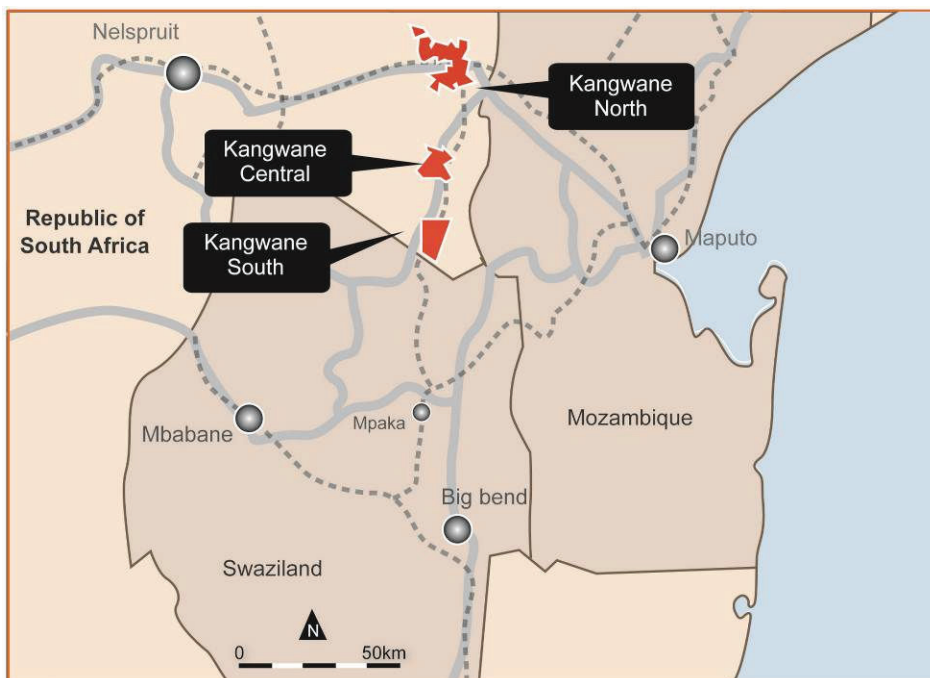 Nelspruit
Kangwane
North
Kangwane
Central
Republic of
South Africa
Kangwane
South
Maputo
Mbabane
Mpaka
Mozambique
Big bend
Swaziland
N
0
50km